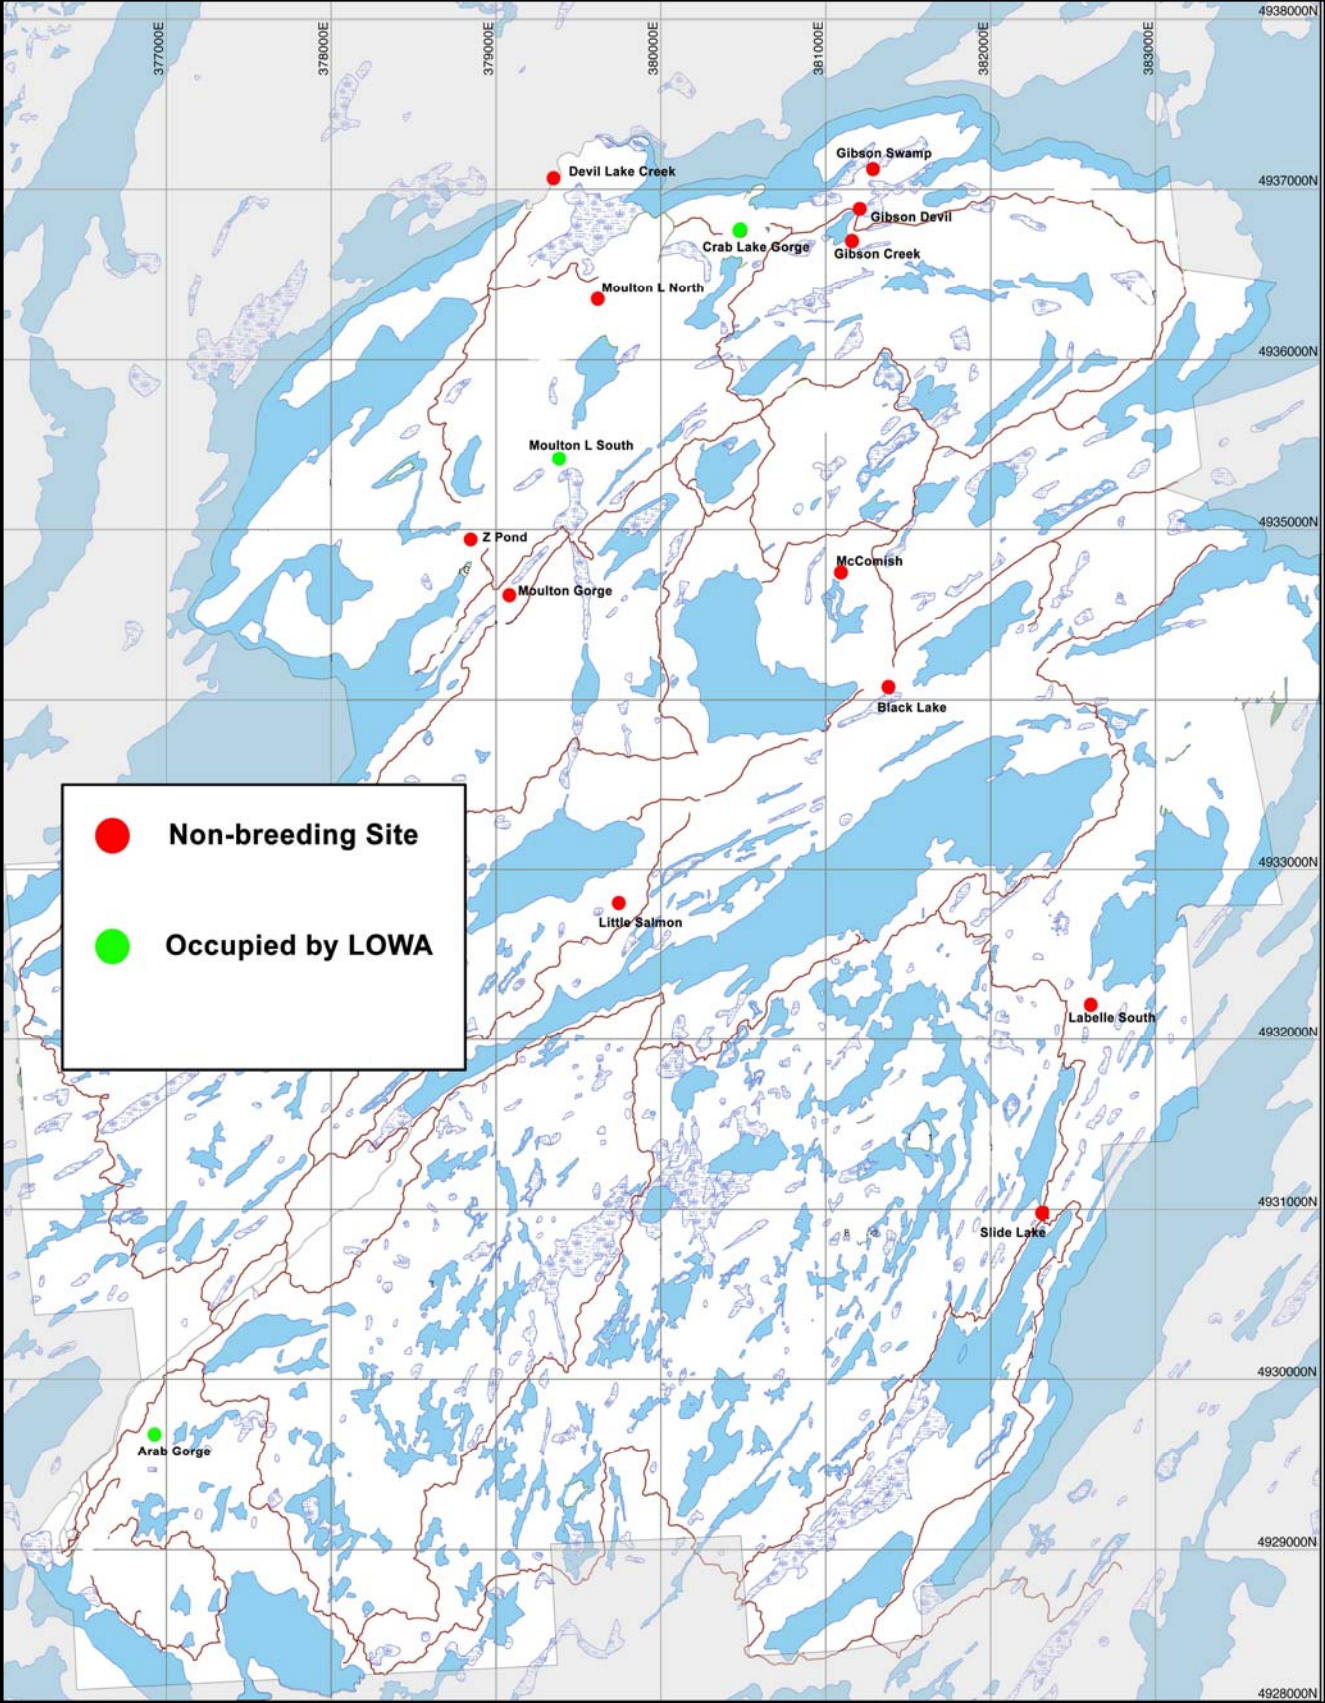 4938000N
377000E
378000E
379000E
380000E
381000E
382000E
383000E
Gibson Swamp
Devil Lake Creek
4937000N
Gibson Devil
Crab Lake Gorge
Gibson Creek
Moulton L North
4936000N
Moulton L South
4935000N
Z Pond
McComish
Moulton Gorge
Black Lake
Non-breeding Site
4933000N
Little Salmon
Occupied by LOWA
Labelle South
4932000N
4931000N
Slide Lake
4930000N
Arab Gorge
4929000N
4928000N